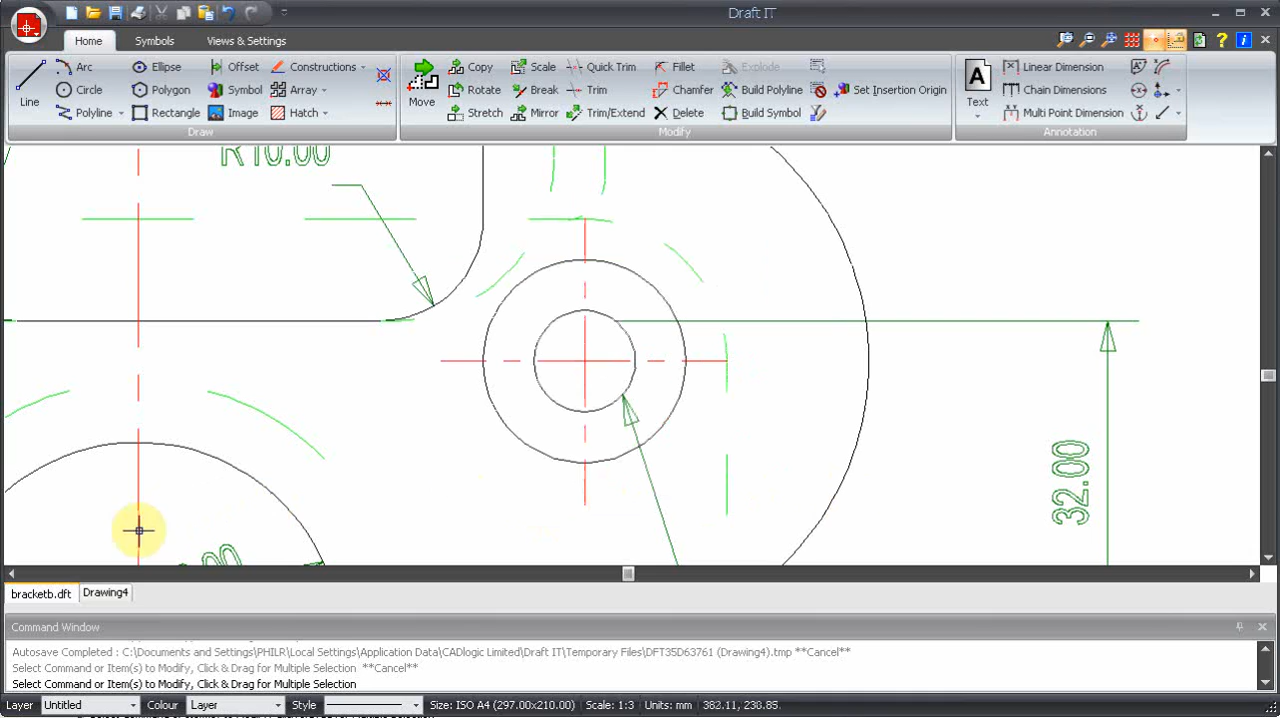 Draft IT
Home Symbols Views & Settings
Line Arc Ellipse Offset Constructions
Circle Polygon Symbol Array
Polyline Rectangle Image Hatch
Draw
Move Copy Scale Quick Trim Fillet Explode
Rotate Break Trim Chamfer Build Polyline Set Insertion Origin
Stretch Mirror Trim/Extend Delete Build Symbol
Modify
Text Linear Dimension
Chain Dimensions
Multi Point Dimension
Annotation
R10.00
32.00
bracketb.dft Drawing4
Command Window
Autosave Completed : C:\Documents and Settings\PHILR\Local Settings\Application Data\CADlogic Limited\Draft IT\Temporary Files\DFT35D63761 (Drawing4).tmp **Cancel**
Select Command or Item(s) to Modify, Click & Drag for Multiple Selection **Cancel**
Select Command or Item(s) to Modify, Click & Drag for Multiple Selection
Layer Untitled Colour Layer Style Size: ISO A4 (297.00x210.00) Scale: 1:3 Units: mm 382.11, 230.85